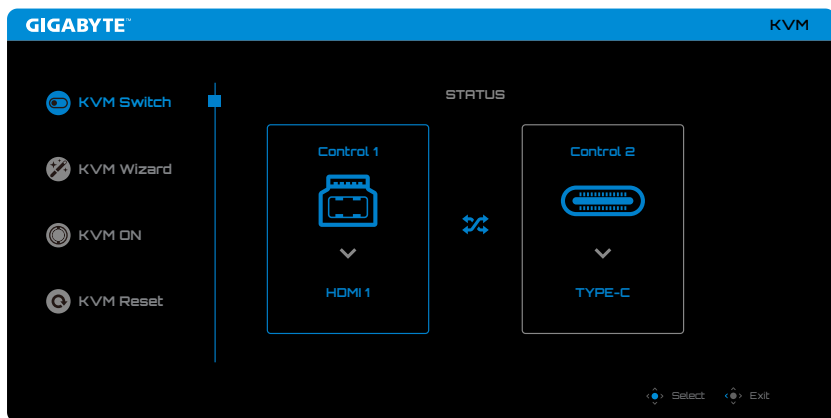 GIGABYTE™
KVM
KVM Switch
KVM Wizard
KVM ON
KVM Reset
STATUS
Control 1
HDMI 1
Control 2
TYPE-C
Select
Exit